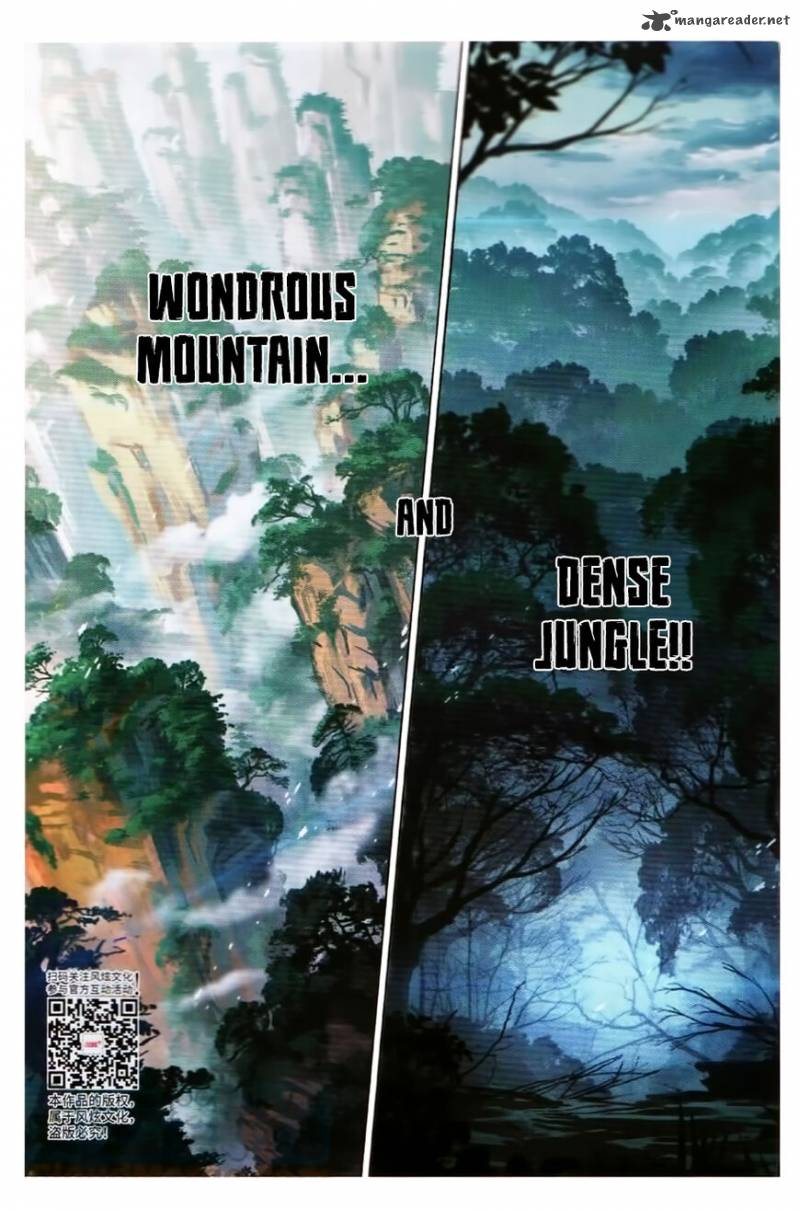 mangareader.net
WONDROUS
MOUNTAIN...
AND
DENSE
JUNGLE!!
扫码关注风炫文化
参与官方互动活动!
本作品的版权,
属于风炫文化,
盗版必究!